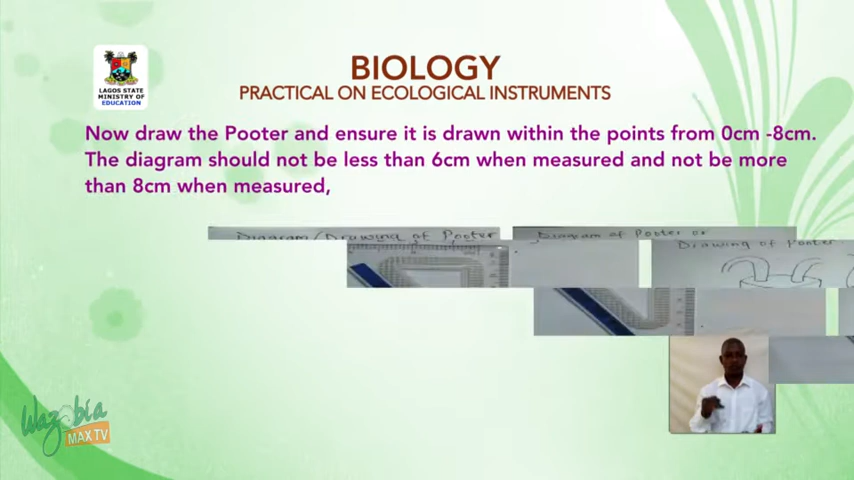 BIOLOGY
PRACTICAL ON ECOLOGICAL INSTRUMENTS
LAGOS STATE
MINISTRY OF
EDUCATION
Now draw the Pooter and ensure it is drawn within the points from 0cm -8cm.
The diagram should not be less than 6cm when measured and not be more
than 8cm when measured,
Diagram/Drawing of Pooter
Diagram of Pooter or
Drawing of Pooter
Wazobia
MAX TV